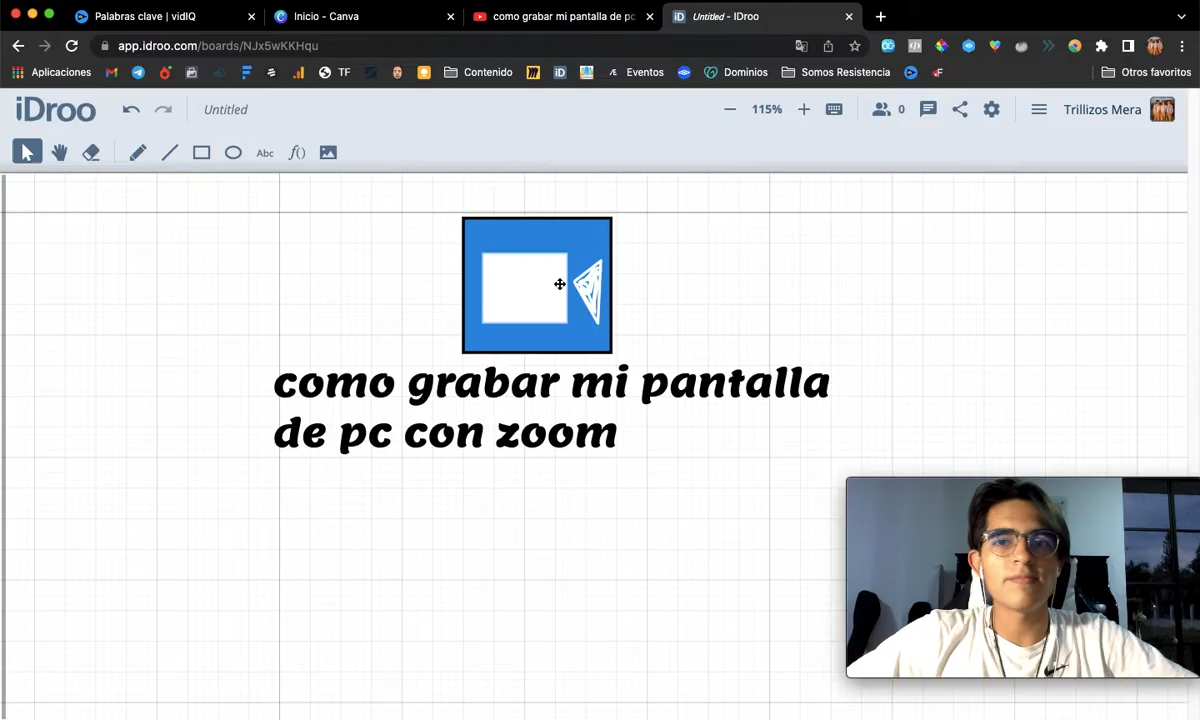 Palabras clave | vidIQ
Inicio - Canva
como grabar mi pantalla de pc
Untitled - IDroo
app.idroo.com/boards/NJx5wKKHqu
Aplicaciones
TF
Contenido
iD
Eventos
Dominios
Somos Resistencia
Otros favoritos
iDroo
Untitled
115%
0
Trillizos Mera
Abc
f()
como grabar mi pantalla
de pc con zoom